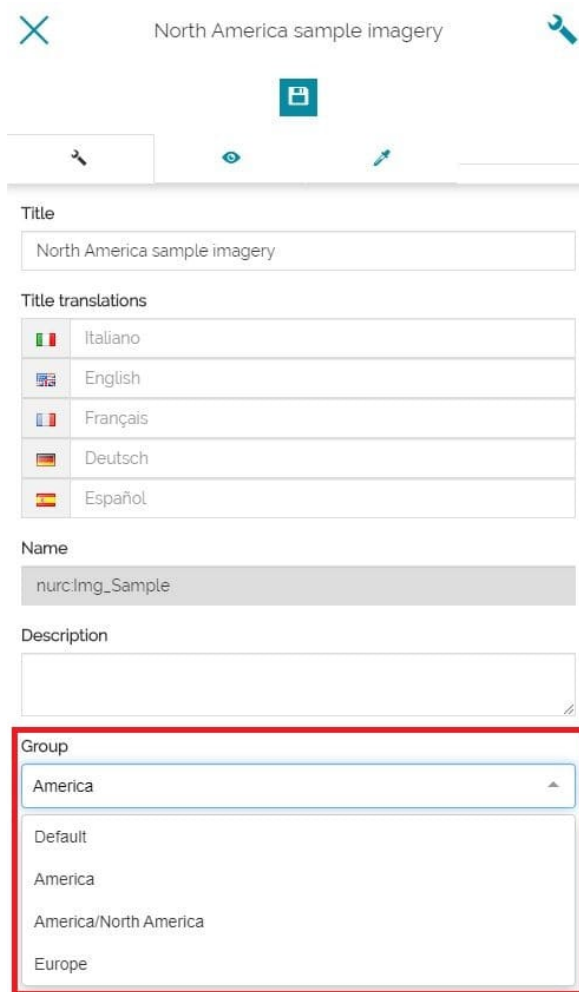 North America sample imagery
Title
North America sample imagery
Title translations
Italiano
English
Français
Deutsch
Español
Name
nurc:Img_Sample
Description
Group
America
Default
America
America/North America
Europe